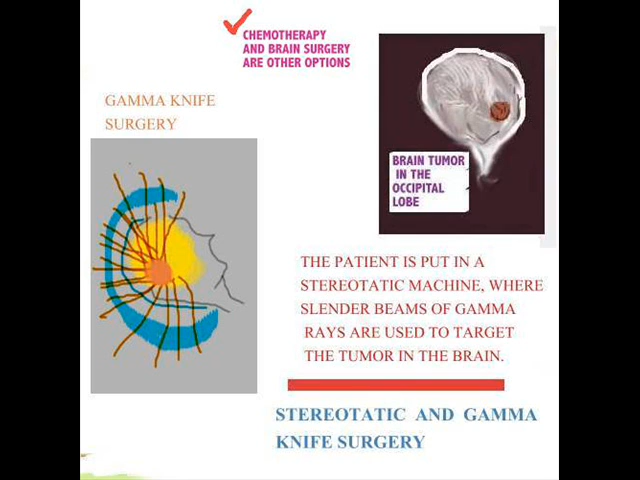 CHEMOTHERAPY
AND BRAIN SURGERY
ARE OTHER OPTIONS
GAMMA KNIFE
SURGERY
BRAIN TUMOR
IN THE
OCCIPITAL
LOBE
THE PATIENT IS PUT IN A
STEREOTATIC MACHINE, WHERE
SLENDER BEAMS OF GAMMA
RAYS ARE USED TO TARGET
THE TUMOR IN THE BRAIN.
STEREOTATIC AND GAMMA
KNIFE SURGERY